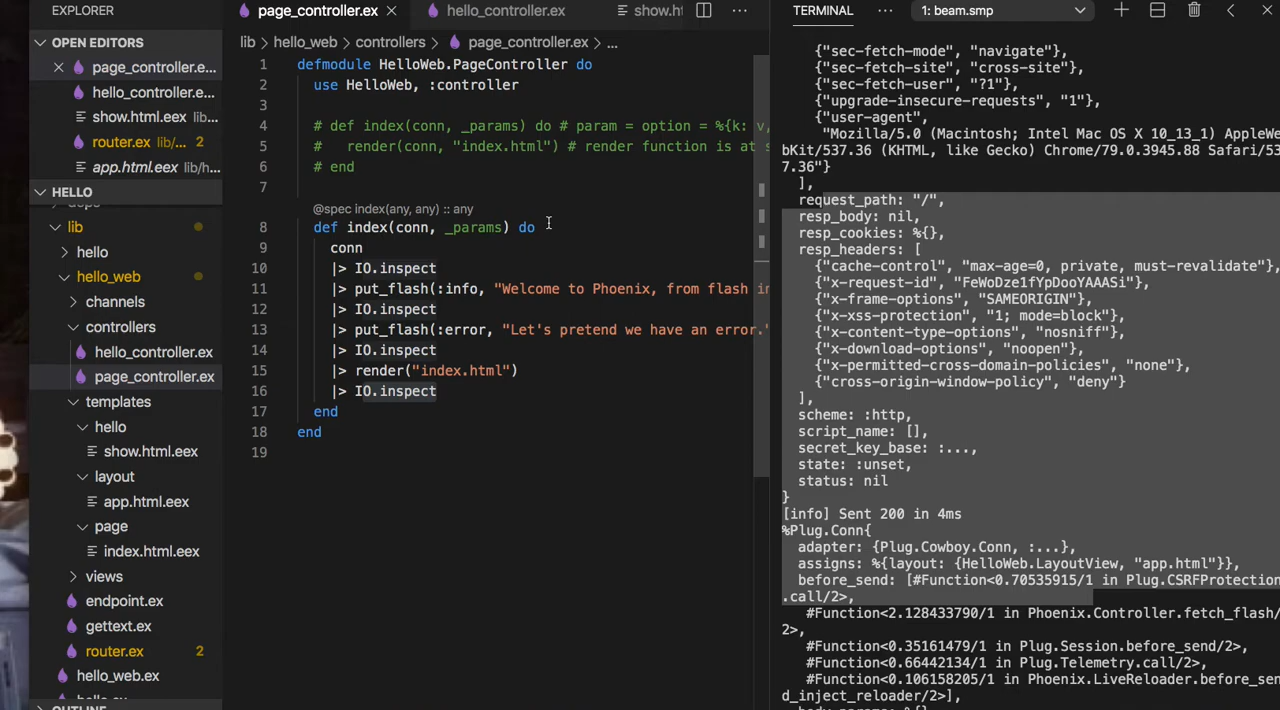 EXPLORER
OPEN EDITORS
page_controller.e...
hello_controller.e...
show.html.eex
router.ex lib/... 2
app.html.eex lib/h...
HELLO
lib
hello
hello_web
channels
controllers
hello_controller.ex
page_controller.ex
templates
hello
show.html.eex
layout
app.html.eex
page
index.html.eex
views
endpoint.ex
gettext.ex
router.ex 2
hello_web.ex
page_controller.ex
hello_controller.ex
show.ht
...
lib > hello_web > controllers > page_controller.ex > ...
1 defmodule HelloWeb.PageController do
2 use HelloWeb, :controller
3
4 # def index(conn, _params) do # param = option = %{k: v,
5 # render(conn, "index.html") # render function is at s
6 # end
7
@spec index(any, any) :: any
8 def index(conn, _params) do
9 conn
10 |> IO.inspect
11 |> put_flash(:info, "Welcome to Phoenix, from flash in
12 |> IO.inspect
13 |> put_flash(:error, "Let's pretend we have an error."
14 |> IO.inspect
15 |> render("index.html")
16 |> IO.inspect
17 end
18 end
19
TERMINAL ... 1: beam.smp
{"sec-fetch-mode", "navigate"},
{"sec-fetch-site", "cross-site"},
{"sec-fetch-user", "?1"},
{"upgrade-insecure-requests", "1"},
{"user-agent",
"Mozilla/5.0 (Macintosh; Intel Mac OS X 10_13_1) AppleWe
bKit/537.36 (KHTML, like Gecko) Chrome/79.0.3945.88 Safari/53
7.36"}
],
request_path: "/",
resp_body: nil,
resp_cookies: %{},
resp_headers: [
{"cache-control", "max-age=0, private, must-revalidate"},
{"x-request-id", "FeWoDze1fYpDooYAAASi"},
{"x-frame-options", "SAMEORIGIN"},
{"x-xss-protection", "1; mode=block"},
{"x-content-type-options", "nosniff"},
{"x-download-options", "noopen"},
{"x-permitted-cross-domain-policies", "none"},
{"cross-origin-window-policy", "deny"}
],
scheme: :http,
script_name: [],
secret_key_base: :...,
state: :unset,
status: nil
}
[info] Sent 200 in 4ms
%Plug.Conn{
adapter: {Plug.Cowboy.Conn, :...},
assigns: %{layout: {HelloWeb.LayoutView, "app.html"}},
before_send: [#Function<0.70535915/1 in Plug.CSRFProtection
.call/2>,
#Function<2.128433790/1 in Phoenix.Controller.fetch_flash/
2>,
#Function<0.35161479/1 in Plug.Session.before_send/2>,
#Function<0.66442134/1 in Plug.Telemetry.call/2>,
#Function<0.106158205/1 in Phoenix.LiveReloader.before_sen
d_inject_reloader/2>],